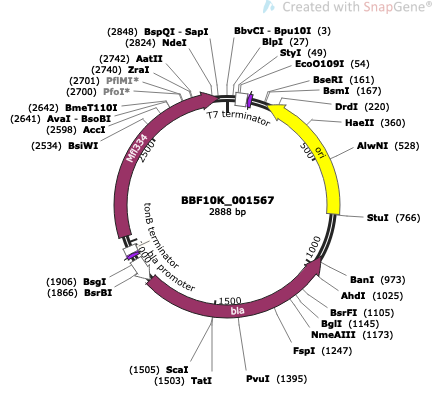 Created with SnapGene®
(2848) BspQI - SapI
(2824) NdeI
(2742) AatII
(2740) ZraI
(2701) PflMI*
(2700) PfoI*
(2642) BmeT110I
(2641) AvaI - BsoBI
(2598) AccI
(2534) BsiWI
BbvCI - Bpu10I (3)
BlpI (27)
StyI (49)
EcoO109I (54)
BseRI (161)
BsmI (167)
DrdI (220)
HaeII (360)
AlwNI (528)
StuI (766)
BanI (973)
AhdI (1025)
BsrFI (1105)
BglI (1145)
NmeAIII (1173)
FspI (1247)
PvuI (1395)
(1505) ScaI
(1503) TatI
(1906) BsgI
(1866) BsrBI
T7 terminator
Mfl334
2500
ori
500
BBF10K_001567
2888 bp
tonB terminator
bla promoter
1000
1500
bla